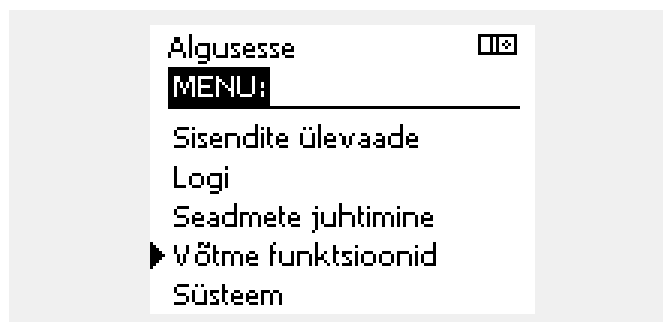 Algusesse
MENU:
Sisendite ülevaade
Logi
Seadmete juhtimine
Võtme funktsioonid
Süsteem